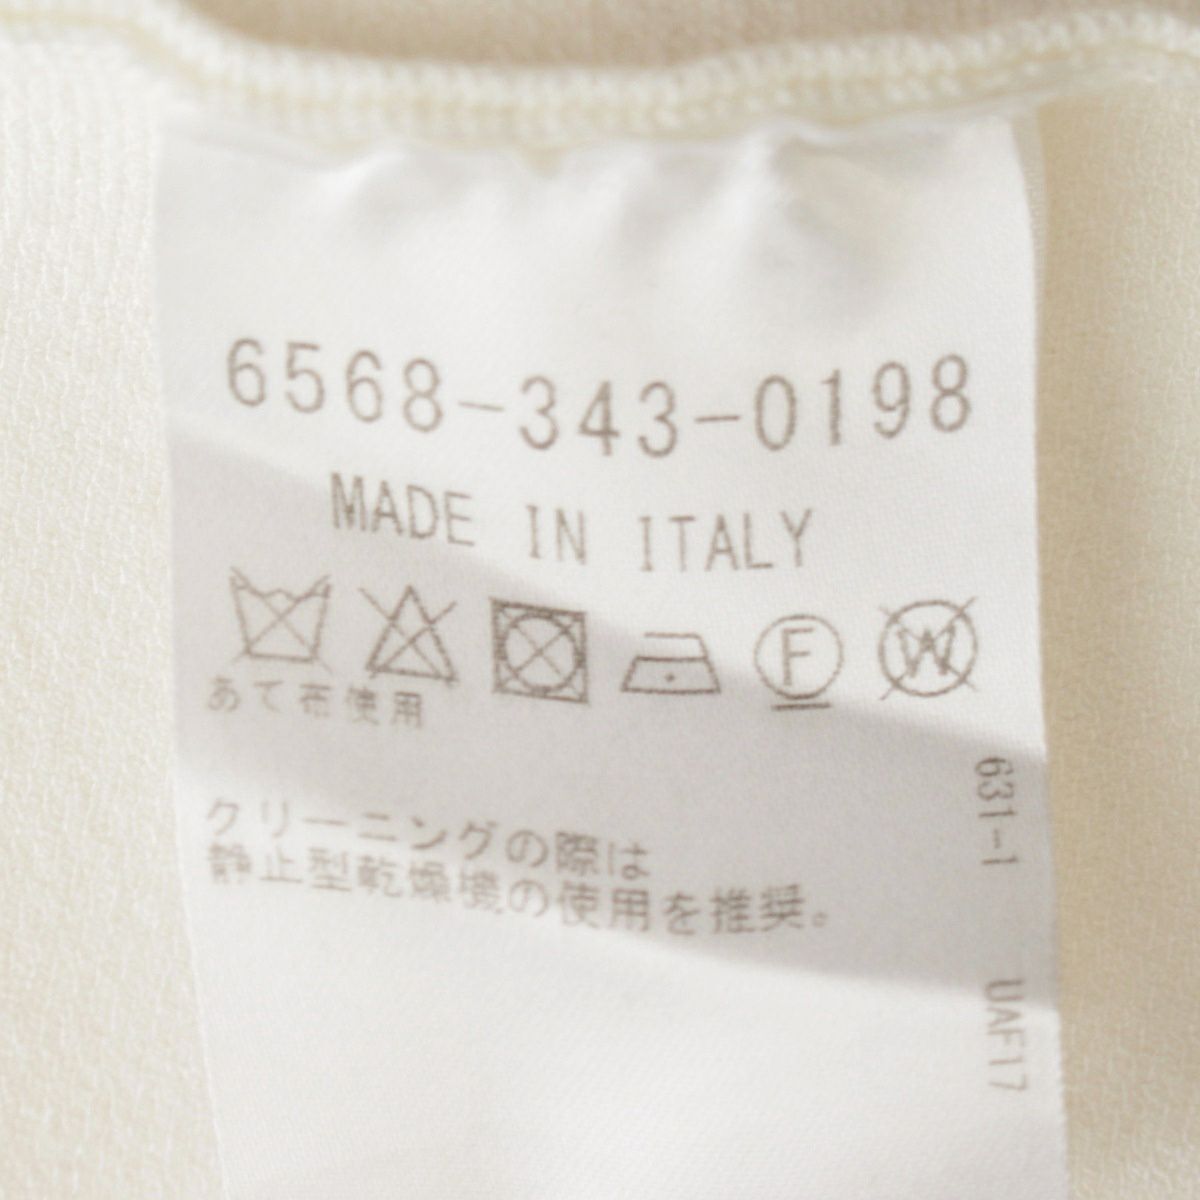 6568-343-0198
MADE IN ITALY
F W
あて布使用
クリーニングの際は
静止型乾燥機の使用を推奨。
631-1
UAF17